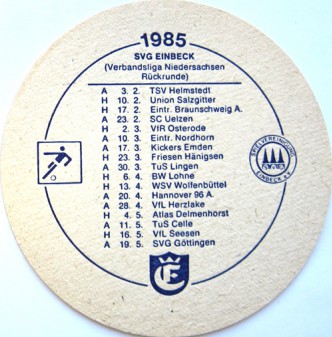 1985
SVG EINBECK
(Verbandsliga Niedersachsen
Rückrunde)
A 3. 2. TSV Helmstedt
H 10. 2. Union Salzgitter
H 17. 2. Eintr. Braunschweig A.
A 23. 2. SC Uelzen
H 2. 3. VfR Osterode
A 10. 3. Eintr. Nordhorn
A 17. 3. Kickers Emden
H 23. 3. Friesen Hänigsen
A 30. 3. TuS Lingen
H 6. 4. BW Lohne
H 13. 4. WSV Wolfenbüttel
A 20. 4. Hannover 96 A.
A 28. 4. VfL Herzlake
H 4. 5. Atlas Delmenhorst
A 11. 5. TuS Celle
H 16. 5. VfL Seesen
A 19. 5. SVG Göttingen
SPIELVEREINIGUNG
EINBECK